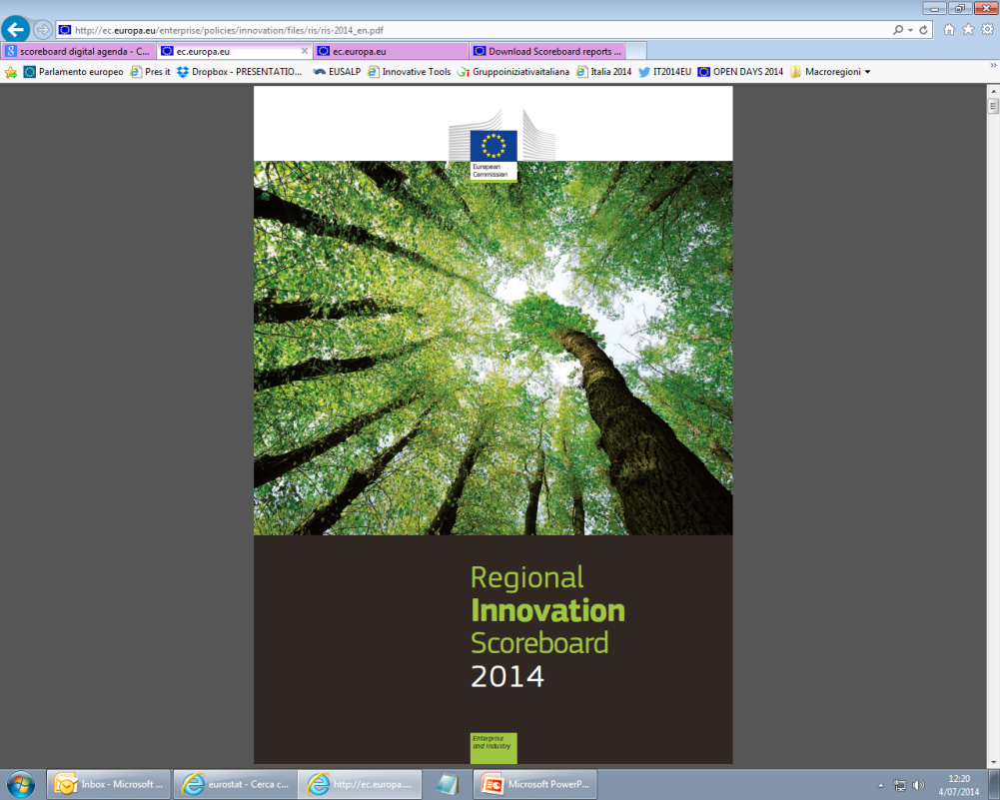 http://ec.europa.eu/enterprise/policies/innovation/files/ris/ris-2014_en.pdf
scoreboard digital agenda - C...
ec.europa.eu
ec.europa.eu
Download Scoreboard reports ...
Parlamento europeo
Pres it
Dropbox - PRESENTATIO...
EUSALP
Innovative Tools
Gruppoiniziativaitaliana
Italia 2014
IT2014EU
OPEN DAYS 2014
Macroregioni
European
Commission
Regional
Innovation
Scoreboard
2014
Enterprise
and Industry
Inbox - Microsoft ...
eurostat - Cerca c...
http://ec.europa....
Microsoft PowerP...
12:20
4/07/2014